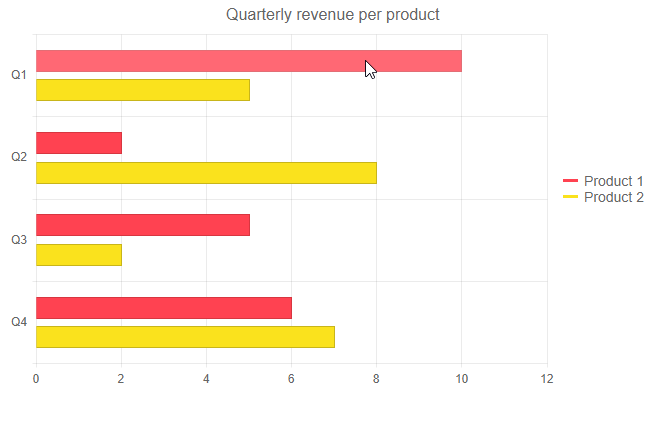 Quarterly revenue per product
Q1
Q2
Q3
Q4
0 2 4 6 8 10 12
Product 1
Product 2